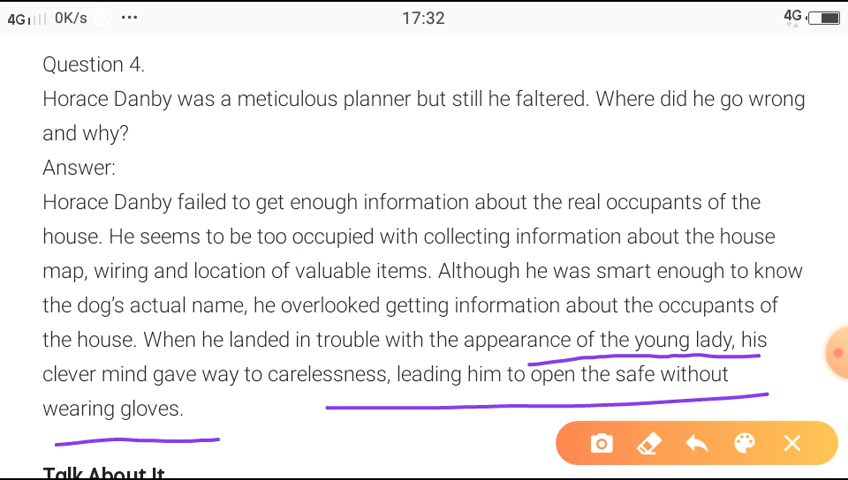 4G 0K/s ... 17:32 4G
Question 4.
Horace Danby was a meticulous planner but still he faltered. Where did he go wrong
and why?
Answer:
Horace Danby failed to get enough information about the real occupants of the
house. He seems to be too occupied with collecting information about the house
map, wiring and location of valuable items. Although he was smart enough to know
the dog's actual name, he overlooked getting information about the occupants of
the house. When he landed in trouble with the appearance of the young lady, his
clever mind gave way to carelessness, leading him to open the safe without
wearing gloves.
Talk About It